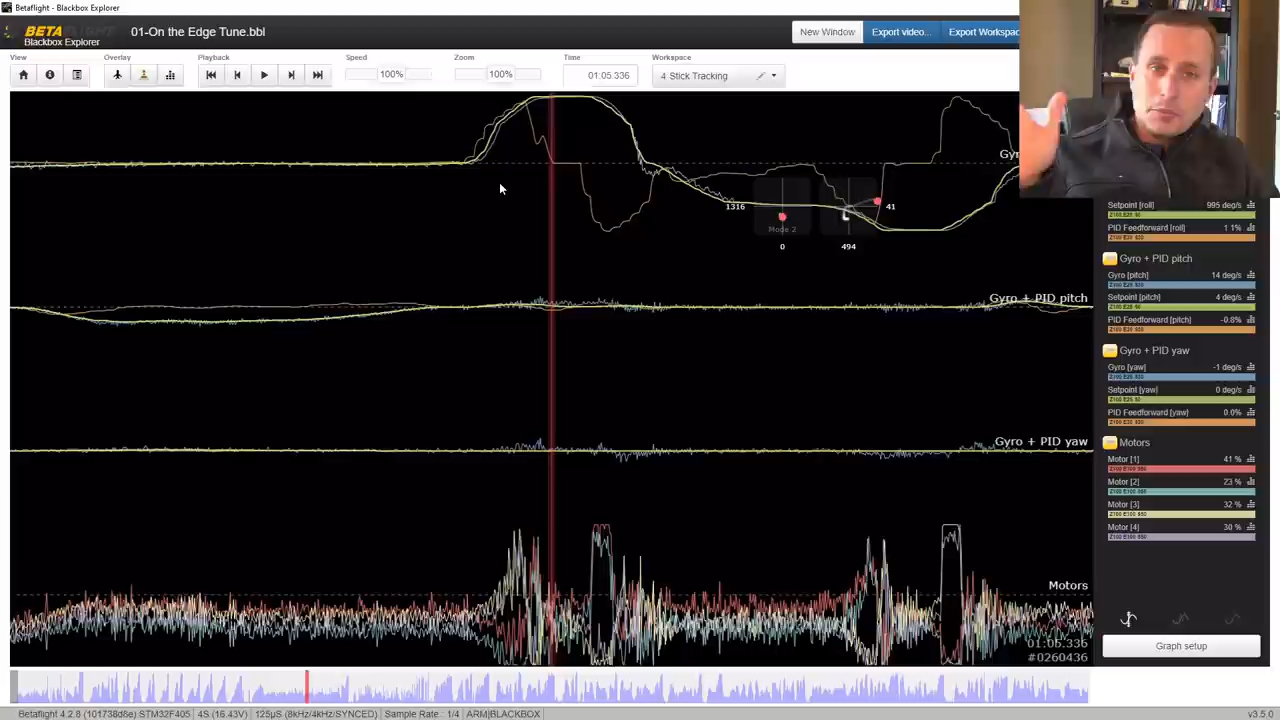 Betaflight - Blackbox Explorer
BETAFLIGHT
Blackbox Explorer
01-On the Edge Tune.bbl
New Window
Export video...
Export Workspac
View
Overlay
Playback
Speed
Zoom
Time
Workspace
100%
100%
01:05.336
4 Stick Tracking
Gyr
1316
41
Mode 2
0
494
Setpoint [roll] 995 deg/s
PID Feedforward [roll] 1.1%
Gyro + PID pitch
Gyro [pitch] 14 deg/s
Setpoint [pitch] 4 deg/s
PID Feedforward [pitch] -0.8%
Gyro + PID pitch
Gyro + PID yaw
Gyro [yaw] -1 deg/s
Setpoint [yaw] 0 deg/s
PID Feedforward [yaw] 0.0%
Gyro + PID yaw
Motors
Motor [1] 41 %
Motor [2] 23 %
Motor [3] 32 %
Motor [4] 30 %
Motors
01:05.336
#0260436
Graph setup
Betaflight 4.2.8 (101738d6e) STM32F405
4S (16.43V)
125µS (8kHz/4kHz/SYNCED)
Sample Rate : 1/4
ARM|BLACKBOX
v3.5.0